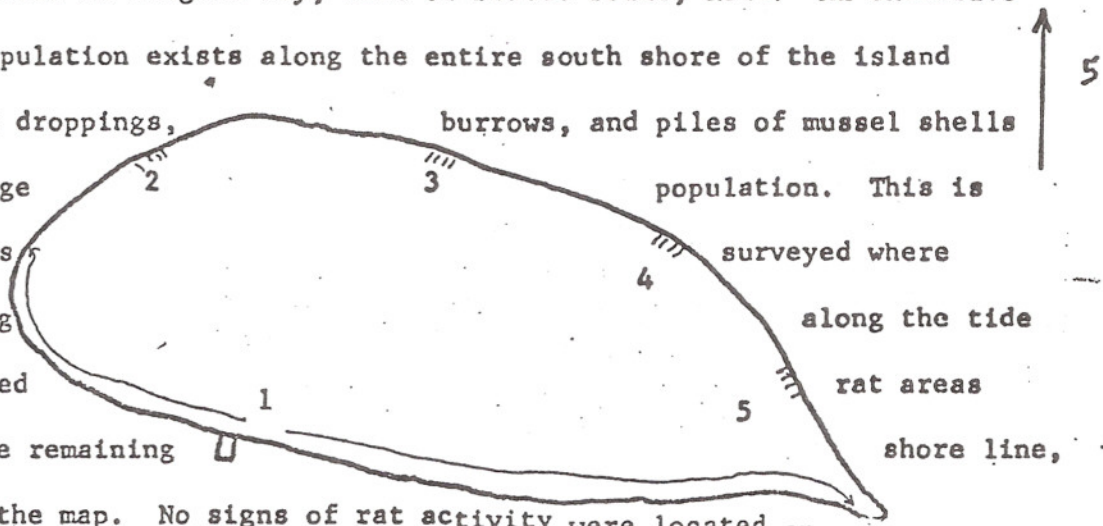 pulation exists along the entire south shore of the island
5
droppings, burrows, and piles of mussel shells
ge 2 3 population. This is
s 4 surveyed where
g along the tide
ed 1 5 rat areas
e remaining shore line,
the map. No signs of rat activity were located